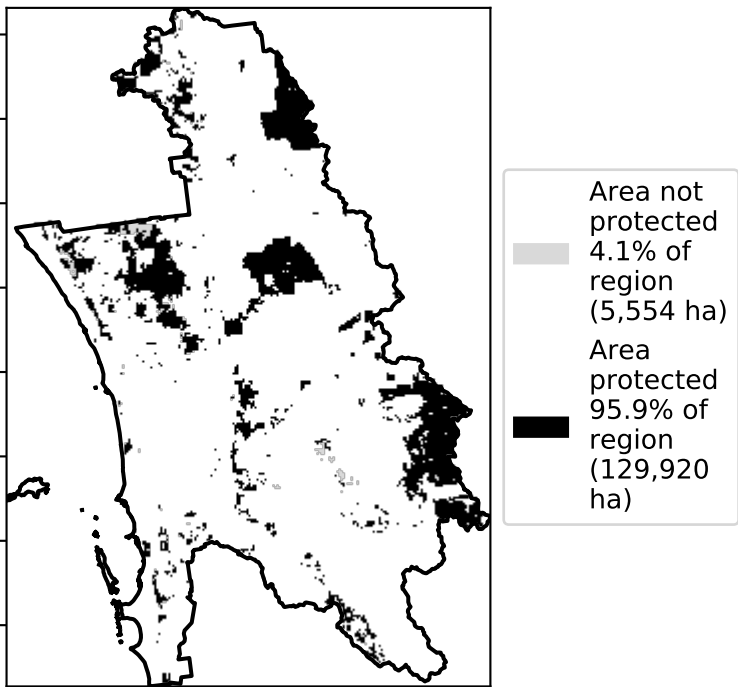 Area not
protected
4.1% of
region
(5,554 ha)
Area
protected
95.9% of
region
(129,920
ha)